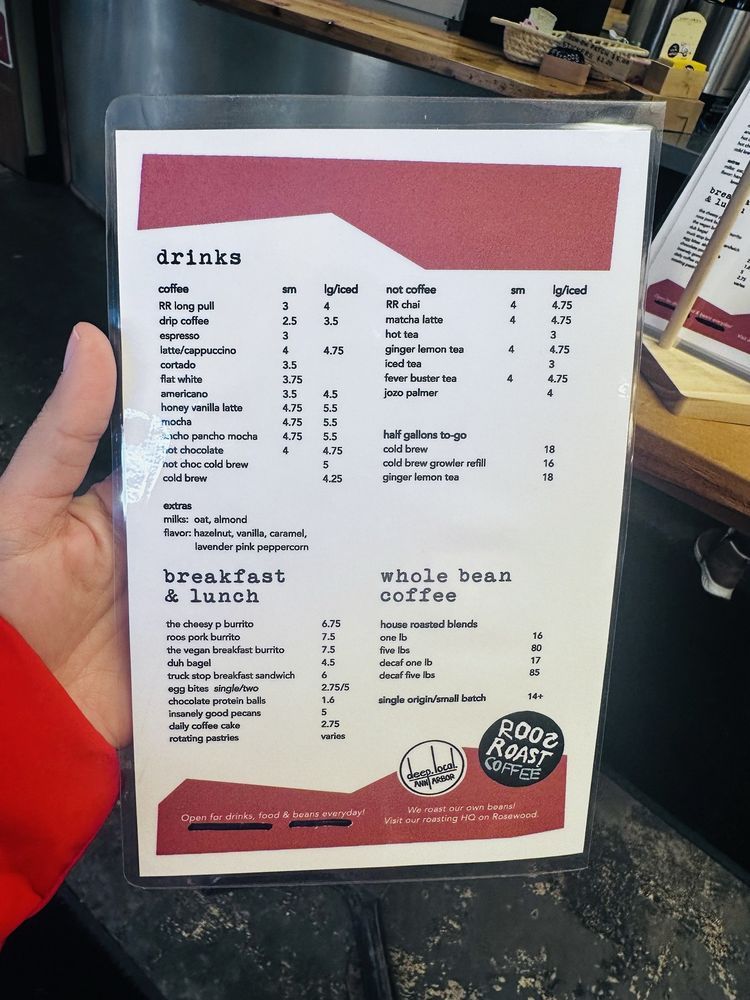 drinks
coffee sm lg/iced
RR long pull 3 4
drip coffee 2.5 3.5
espresso 3
latte/cappuccino 4 4.75
cortado 3.5
flat white 3.75
americano 3.5 4.5
honey vanilla latte 4.75 5.5
mocha 4.75 5.5
pancho mocha 4.75 5.5
hot chocolate 4 4.75
hot choc cold brew 5
cold brew 4.25
extras
milks: oat, almond
flavor: hazelnut, vanilla, caramel,
lavender pink peppercorn
not coffee sm lg/iced
RR chai 4 4.75
matcha latte 4 4.75
hot tea 3
ginger lemon tea 4 4.75
iced tea 3
fever buster tea 4 4.75
jozo palmer 4
half gallons to-go
cold brew 18
cold brew growler refill 16
ginger lemon tea 18
breakfast
& lunch
the cheesy p burrito 6.75
roos pork burrito 7.5
the vegan breakfast burrito 7.5
duh bagel 4.5
truck stop breakfast sandwich 6
egg bites single/two 2.75/5
chocolate protein balls 1.6
insanely good pecans 5
daily coffee cake 2.75
rotating pastries varies
whole bean
coffee
house roasted blends
one lb 16
five lbs 80
decaf one lb 17
decaf five lbs 85
single origin/small batch 14+
deep.local.
ANN ARBOR
ROOS
ROAST
COFFEE
Open for drinks, food & beans everyday!
We roast our own beans!
Visit our roasting HQ on Rosewood.